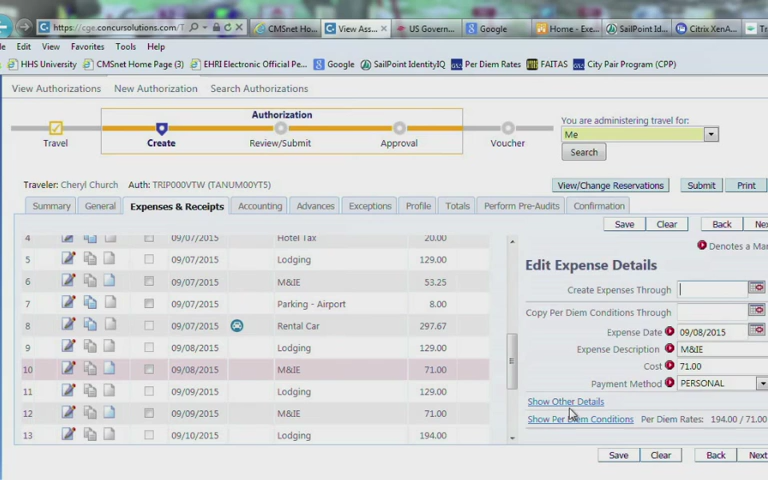 https://cge.concursolutions.com/T
CMSnet Ho...
View Ass...
US Govern...
Google
Home - Exe...
SailPoint Id...
Citrix XenA...
Edit View Favorites Tools Help
HHS University
CMSnet Home Page (3)
EHRI Electronic Official Pe...
Google
SailPoint IdentityIQ
Per Diem Rates
FAITAS
City Pair Program (CPP)
View Authorizations New Authorization Search Authorizations
Authorization
Travel Create Review/Submit Approval Voucher
You are administering travel for:
Me
Search
Traveler: Cheryl Church Auth: TRIP000VTW (TANUM00YT5)
View/Change Reservations Submit Print
Summary General Expenses & Receipts Accounting Advances Exceptions Profile Totals Perform Pre-Audits Confirmation
Save Clear Back Nex
Denotes a Ma
4 09/07/2015 Hotel Tax 20.00
5 09/07/2015 Lodging 129.00
6 09/07/2015 M&IE 53.25
7 09/07/2015 Parking - Airport 8.00
8 09/07/2015 Rental Car 297.67
9 09/08/2015 Lodging 129.00
10 09/08/2015 M&IE 71.00
11 09/09/2015 Lodging 129.00
12 09/09/2015 M&IE 71.00
13 09/10/2015 Lodging 194.00
Edit Expense Details
Create Expenses Through
Copy Per Diem Conditions Through
Expense Date 09/08/2015
Expense Description M&IE
Cost 71.00
Payment Method PERSONAL
Show Other Details
Show Per Diem Conditions Per Diem Rates: 194.00 / 71.00
Save Clear Back Next